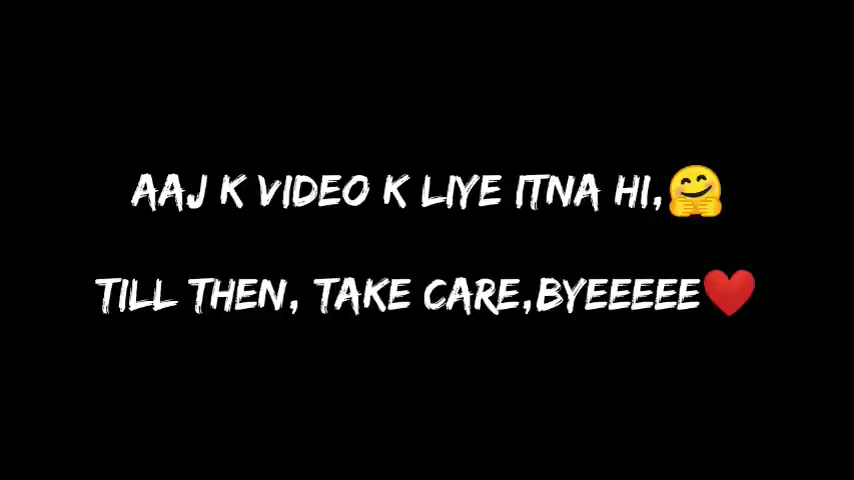 AAJ K VIDEO K LIYE ITNA HI,🤗
TILL THEN, TAKE CARE,BYEEEEE❤️